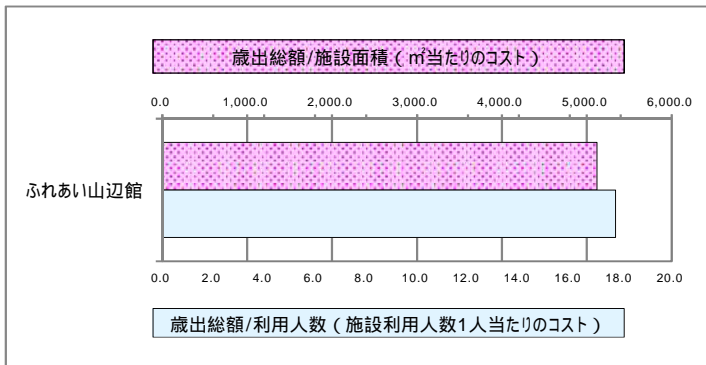 歳出総額/施設面積（㎡当たりのコスト）
0.0 1,000.0 2,000.0 3,000.0 4,000.0 5,000.0 6,000.0
ふれあい山辺館
0.0 2.0 4.0 6.0 8.0 10.0 12.0 14.0 16.0 18.0 20.0
歳出総額/利用人数（施設利用人数1人当たりのコスト）